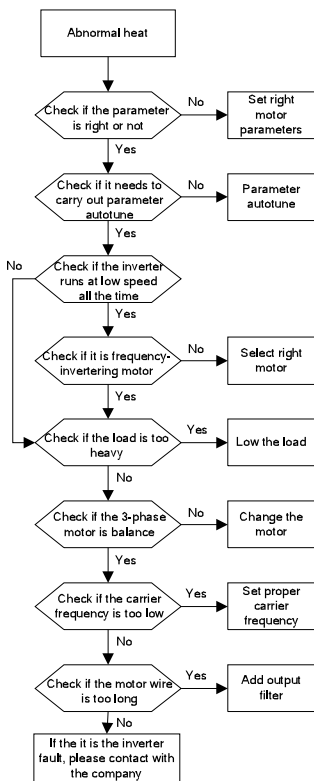 Abnormal heat
Check if the parameter
is right or not
No
Set right
motor
parameters
Yes
Check if it needs to
carry out parameter
autotune
No
Parameter
autotune
Yes
No
Check if the inverter
runs at low speed
all the time
Yes
Check if it is frequency-
invertering motor
No
Select right
motor
Yes
Check if the load is too
heavy
Yes
Low the load
No
Check if the 3-phase
motor is balance
No
Change the
motor
Yes
Check if the carrier
frequency is too low
Yes
Set proper
carrier
frequency
No
Check if the motor wire
is too long
Yes
Add output
filter
No
If the it is the inverter
fault, please contact with
the company